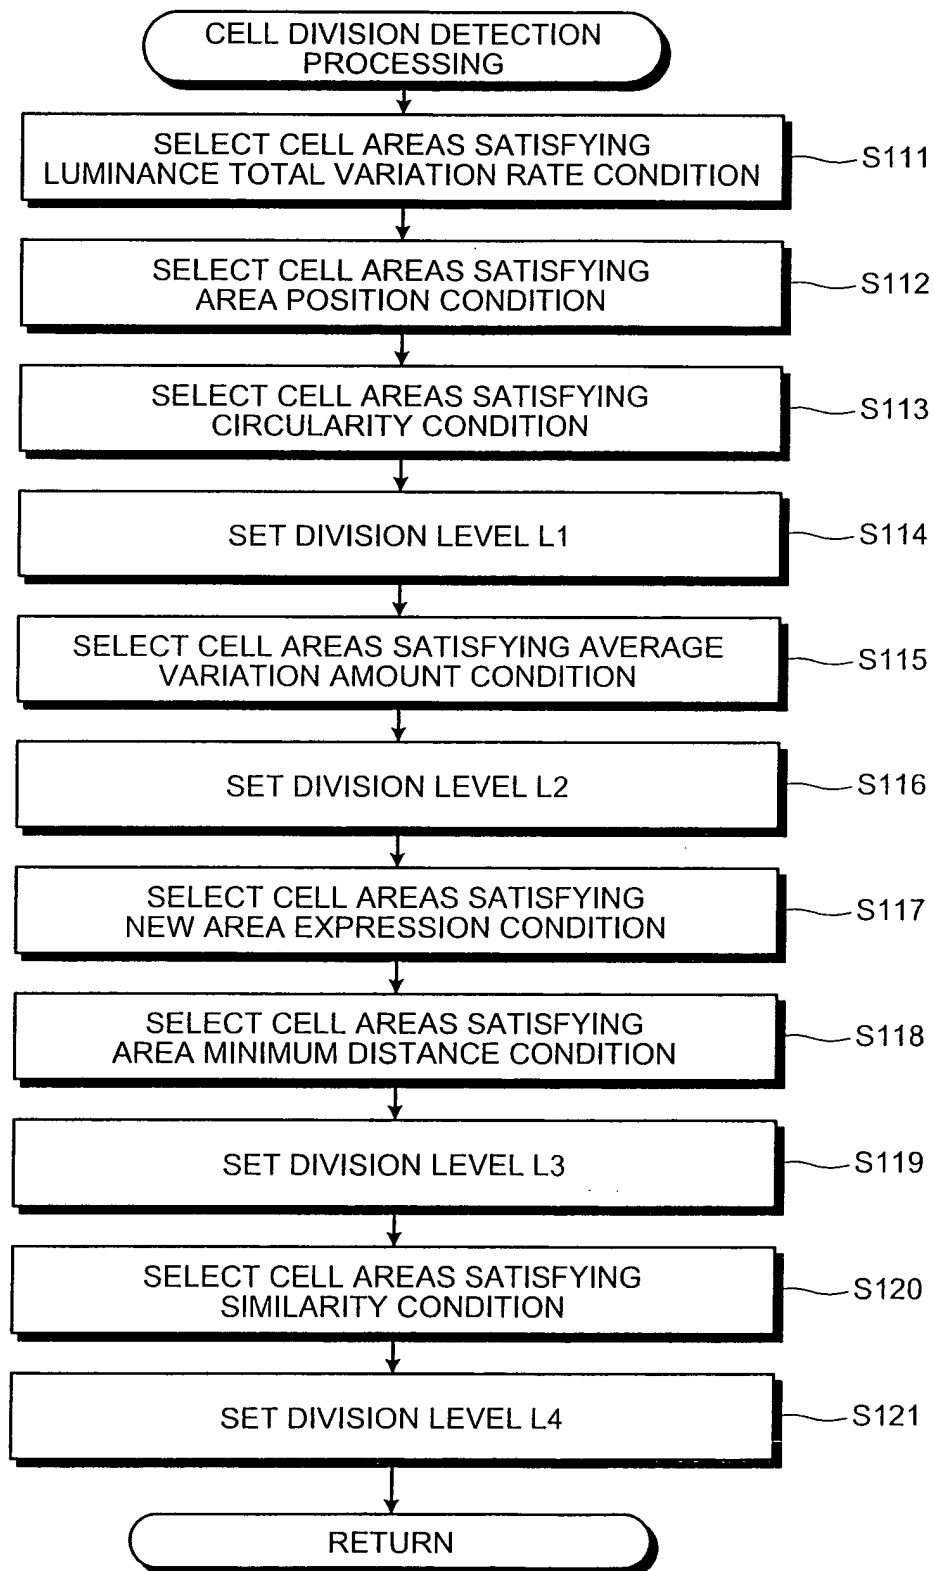 CELL DIVISION DETECTION
PROCESSING
SELECT CELL AREAS SATISFYING
LUMINANCE TOTAL VARIATION RATE CONDITION
S111
SELECT CELL AREAS SATISFYING
AREA POSITION CONDITION
S112
SELECT CELL AREAS SATISFYING
CIRCULARITY CONDITION
S113
SET DIVISION LEVEL L1
S114
SELECT CELL AREAS SATISFYING AVERAGE
VARIATION AMOUNT CONDITION
S115
SET DIVISION LEVEL L2
S116
SELECT CELL AREAS SATISFYING
NEW AREA EXPRESSION CONDITION
S117
SELECT CELL AREAS SATISFYING
AREA MINIMUM DISTANCE CONDITION
S118
SET DIVISION LEVEL L3
S119
SELECT CELL AREAS SATISFYING
SIMILARITY CONDITION
S120
SET DIVISION LEVEL L4
S121
RETURN